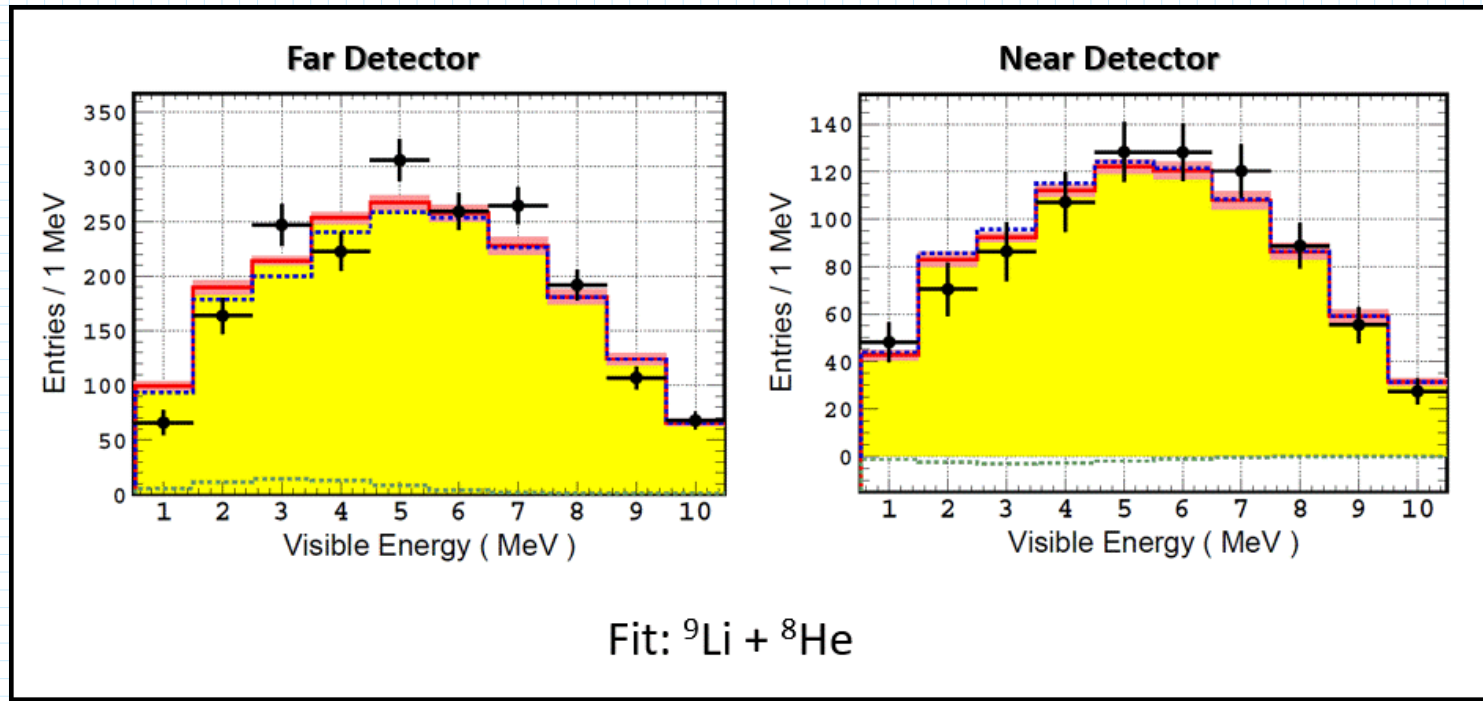 Far Detector
350
300
250
200
150
100
50
0
Entries / 1 MeV
1 2 3 4 5 6 7 8 9 10
Visible Energy ( MeV )
Near Detector
140
120
100
80
60
40
20
0
Entries / 1 MeV
1 2 3 4 5 6 7 8 9 10
Visible Energy ( MeV )
Fit: ⁹Li + ⁸He